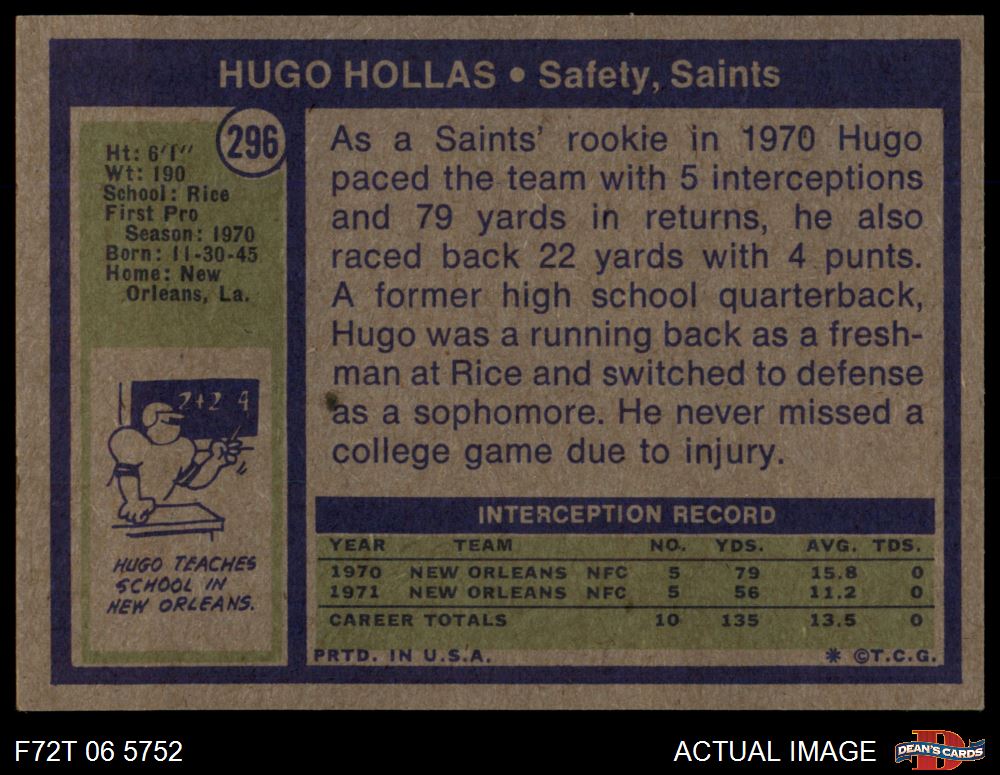 HUGO HOLLAS • Safety, Saints
296
Ht: 6'1"
Wt: 190
School: Rice
First Pro
Season: 1970
Born: 11-30-45
Home: New
Orleans, La.
2+2 4
HUGO TEACHES
SCHOOL IN
NEW ORLEANS.
As a Saints' rookie in 1970 Hugo
paced the team with 5 interceptions
and 79 yards in returns, he also
raced back 22 yards with 4 punts.
A former high school quarterback,
Hugo was a running back as a fresh-
man at Rice and switched to defense
as a sophomore. He never missed a
college game due to injury.
INTERCEPTION RECORD
YEAR TEAM NO. YDS. AVG. TDS.
1970 NEW ORLEANS NFC 5 79 15.8 0
1971 NEW ORLEANS NFC 5 56 11.2 0
CAREER TOTALS 10 135 13.5 0
PRTD. IN U.S.A. * ©T.C.G.
F72T 06 5752 ACTUAL IMAGE D DEAN'S CARDS